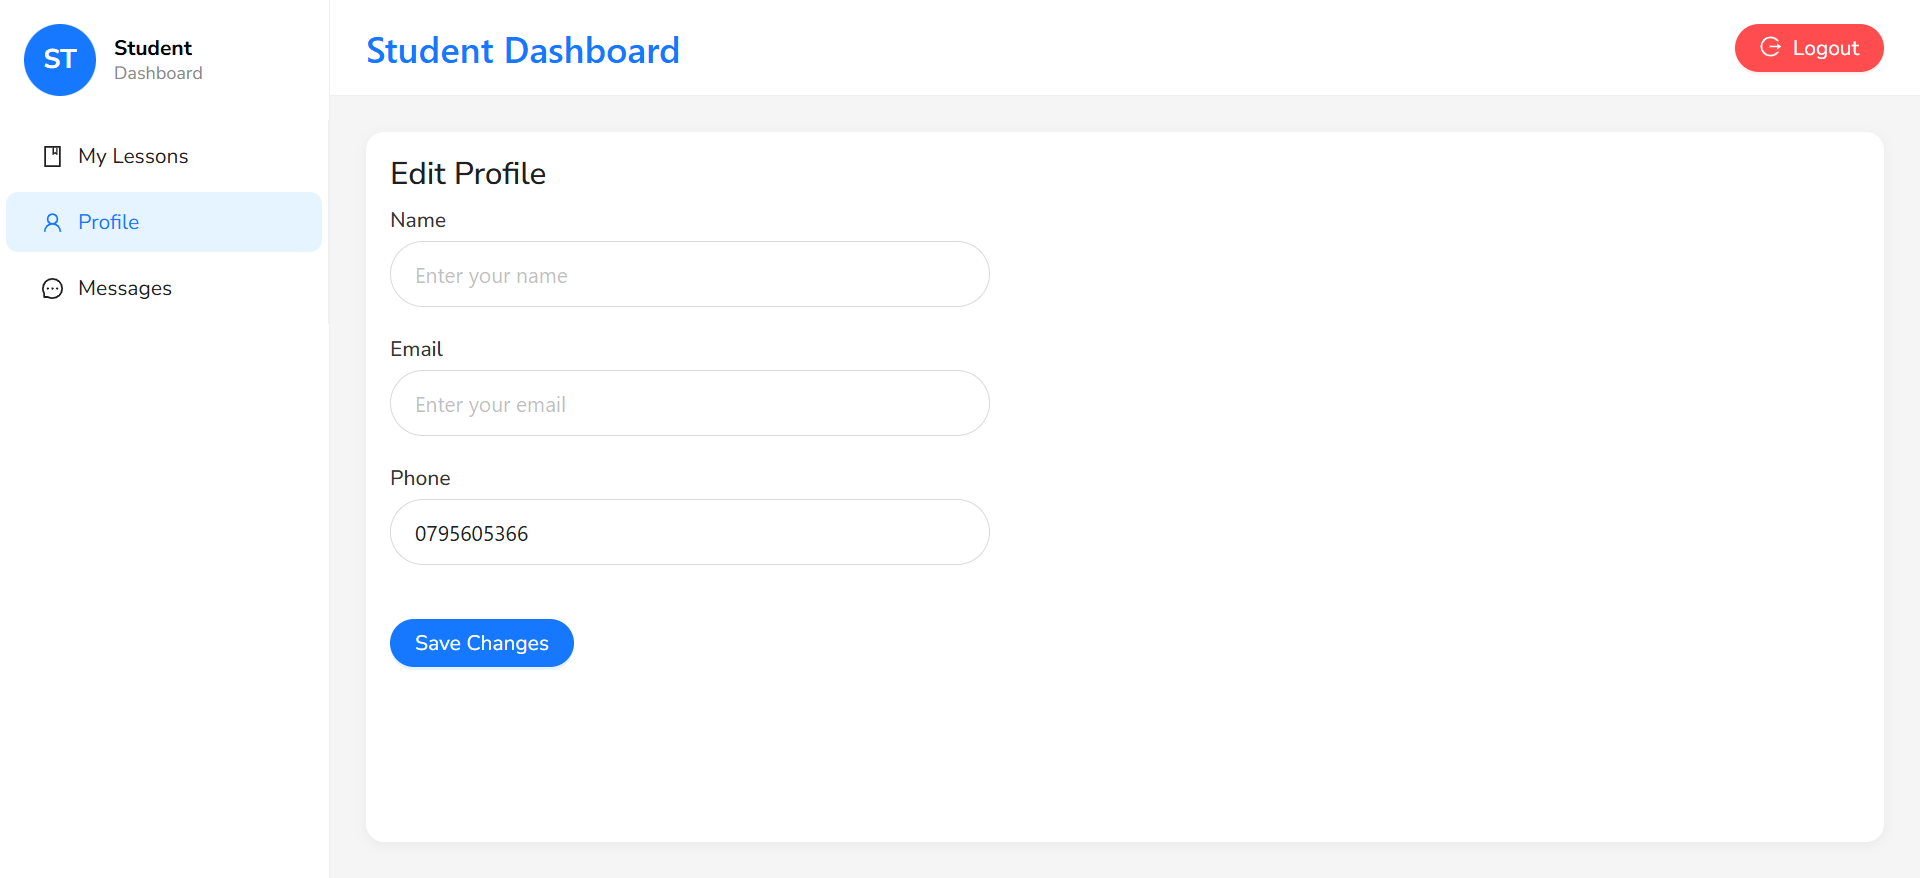 ST
Student
Dashboard
My Lessons
Profile
Messages
Student Dashboard
Logout
Edit Profile
Name
Enter your name
Email
Enter your email
Phone
0795605366
Save Changes